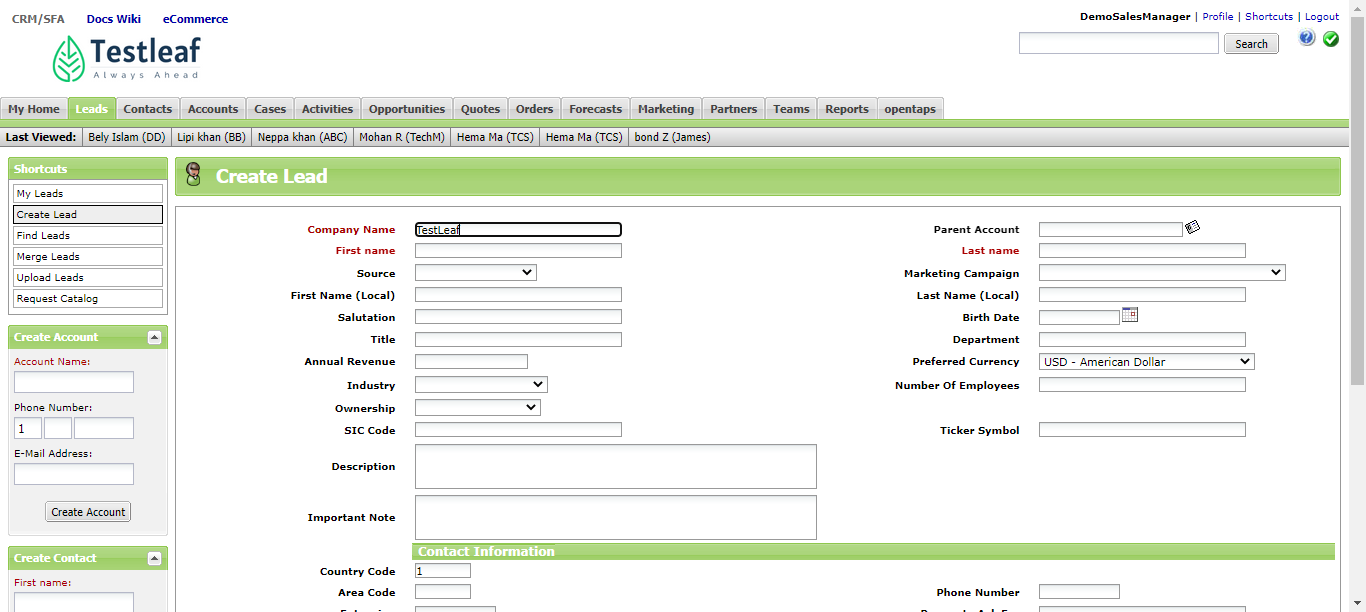 CRM/SFA Docs Wiki eCommerce
DemoSalesManager | Profile | Shortcuts | Logout
Testleaf
Always Ahead
Search
My Home Leads Contacts Accounts Cases Activities Opportunities Quotes Orders Forecasts Marketing Partners Teams Reports opentaps
Last Viewed: Bely Islam (DD) Lipi khan (BB) Neppa khan (ABC) Mohan R (TechM) Hema Ma (TCS) Hema Ma (TCS) bond Z (James)
Shortcuts
My Leads
Create Lead
Find Leads
Merge Leads
Upload Leads
Request Catalog
Create Account
Account Name:
Phone Number:
1
E-Mail Address:
Create Account
Create Contact
First name:
Create Lead
Company Name TestLeaf Parent Account
First name Last name
Source Marketing Campaign
First Name (Local) Last Name (Local)
Salutation Birth Date
Title Department
Annual Revenue Preferred Currency USD - American Dollar
Industry Number Of Employees
Ownership
SIC Code Ticker Symbol
Description
Important Note
Contact Information
Country Code 1
Area Code Phone Number